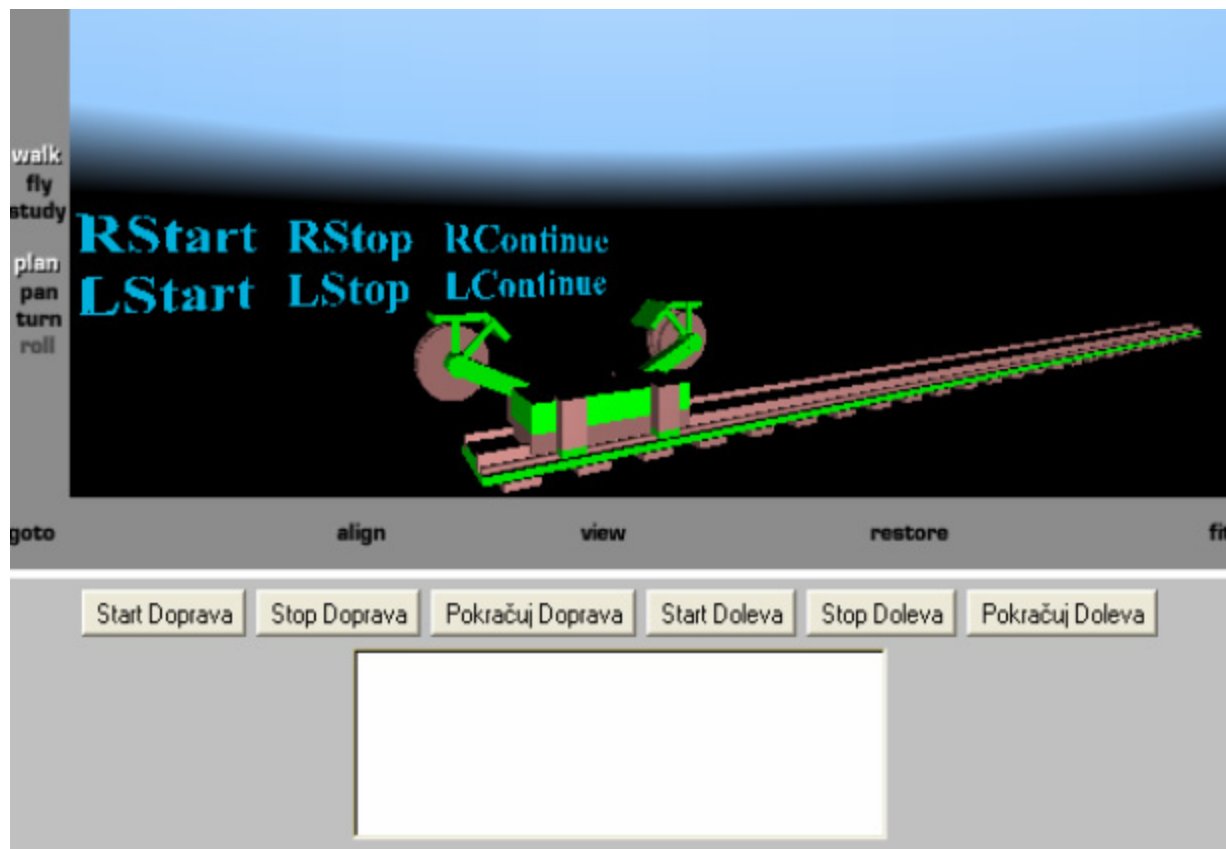 walk
fly
study
plan
pan
turn
roll
RStart RStop RContinue
LStart LStop LContinue
goto align view restore fit
Start Doprava Stop Doprava Pokračuj Doprava Start Doleva Stop Doleva Pokračuj Doleva